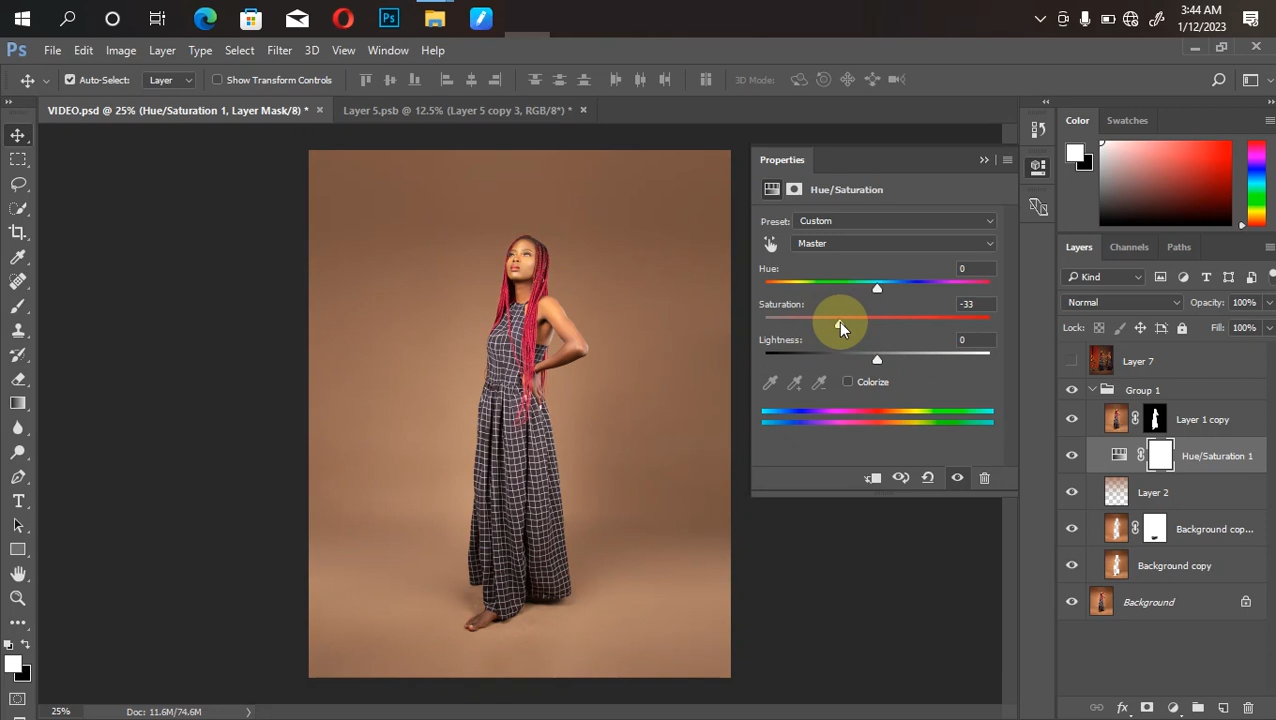 3:44 AM
1/12/2023
Ps
Ps File Edit Image Layer Type Select Filter 3D View Window Help
Auto-Select: Layer Show Transform Controls 3D Mode:
VIDEO.psd @ 25% (Hue/Saturation 1, Layer Mask/8) * Layer 5.psb @ 12.5% (Layer 5 copy 3, RGB/8*) *
Properties
Hue/Saturation
Preset: Custom
Master
Hue: 0
Saturation: -33
Lightness: 0
Colorize
Color Swatches
Layers Channels Paths
Kind
Normal Opacity: 100%
Lock: Fill: 100%
Layer 7
Group 1
Layer 1 copy
Hue/Saturation 1
Layer 2
Background cop...
Background copy
Background
fx
25% Doc: 11.6M/74.6M